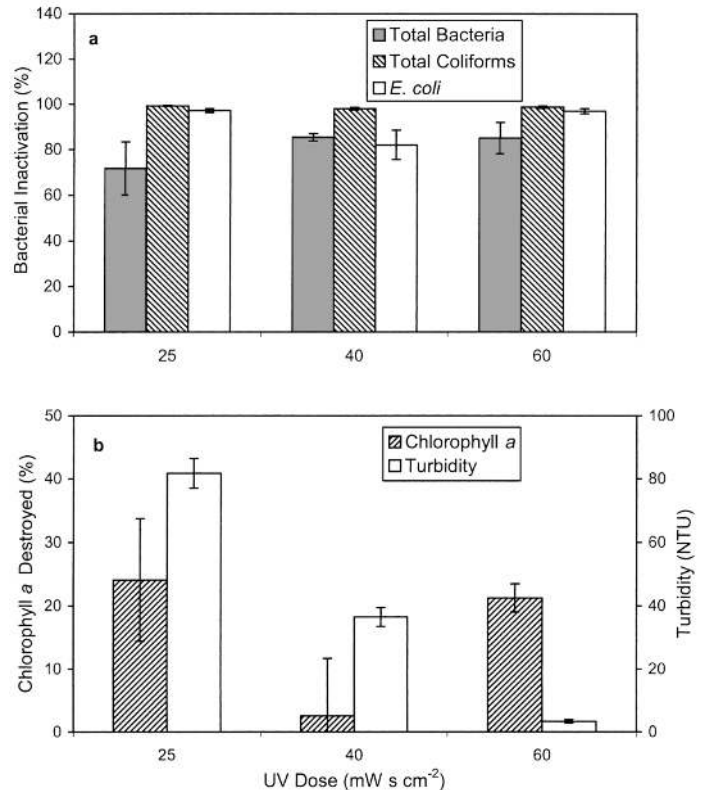 140
120
100
80
60
40
20
0
Bacterial Inactivation (%)
a
Total Bacteria
Total Coliforms
E. coli
25 40 60
50
40
30
20
10
0
Chlorophyll a Destroyed (%)
b
Chlorophyll a
Turbidity
100
80
60
40
20
0
Turbidity (NTU)
25 40 60
UV Dose (mW s cm⁻²)